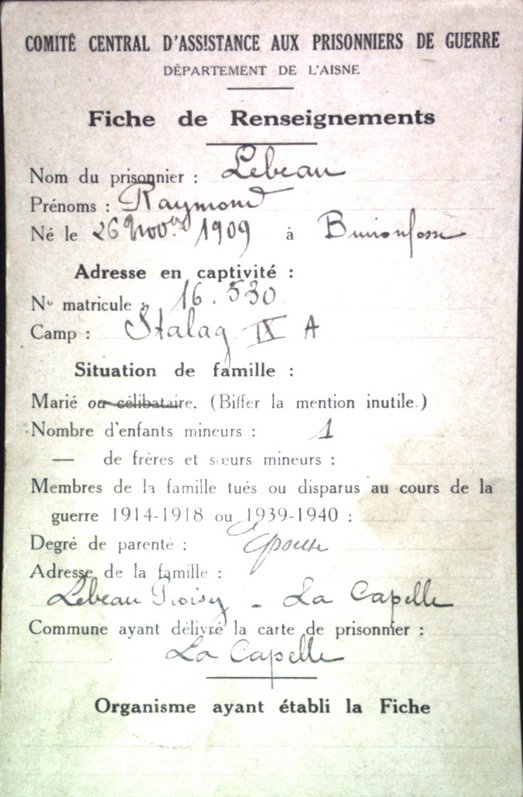 COMITÉ CENTRAL D'ASSISTANCE AUX PRISONNIERS DE GUERRE
DÉPARTEMENT DE L'AISNE
Fiche de Renseignements
Nom du prisonnier : Lebeau
Prénoms : Raymond
Né le 26 Novbre 1909 à Buironfosse
Adresse en captivité :
N° matricule : 16.530
Camp : Stalag IX A
Situation de famille :
Marié ou célibataire. (Biffer la mention inutile.)
Nombre d'enfants mineurs : 1
— de frères et sœurs mineurs :
Membres de la famille tués ou disparus au cours de la
guerre 1914-1918 ou 1939-1940 :
Degré de parenté : Epouse
Adresse de la famille :
Lebeau Proisy - La Capelle
Commune ayant délivré la carte de prisonnier :
La Capelle
Organisme ayant établi la Fiche